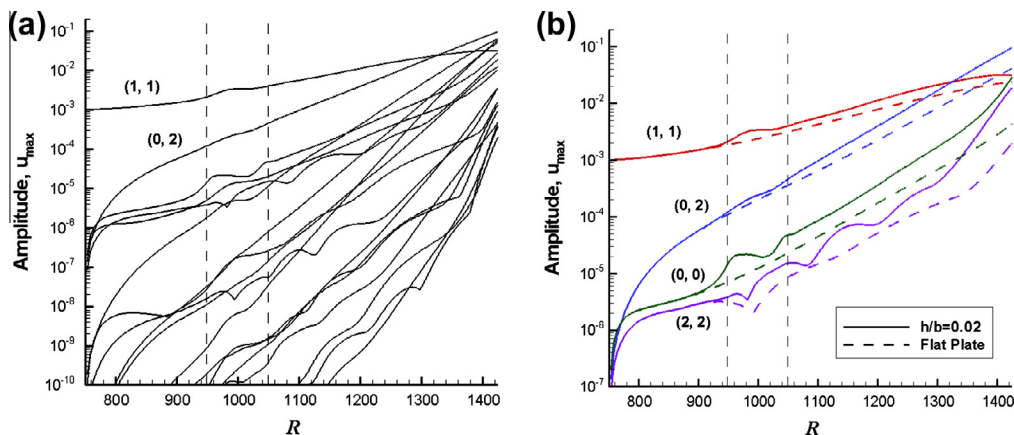 (a)
10⁻¹
10⁻²
10⁻³
10⁻⁴
10⁻⁵
10⁻⁶
10⁻⁷
10⁻⁸
10⁻⁹
10⁻¹⁰
Amplitude, u_max
(1, 1)
(0, 2)
800 900 1000 1100 1200 1300 1400
R
(b)
10⁻¹
10⁻²
10⁻³
10⁻⁴
10⁻⁵
10⁻⁶
10⁻⁷
Amplitude, u_max
(1, 1)
(0, 2)
(0, 0)
(2, 2)
h/b=0.02
Flat Plate
800 900 1000 1100 1200 1300 1400
R